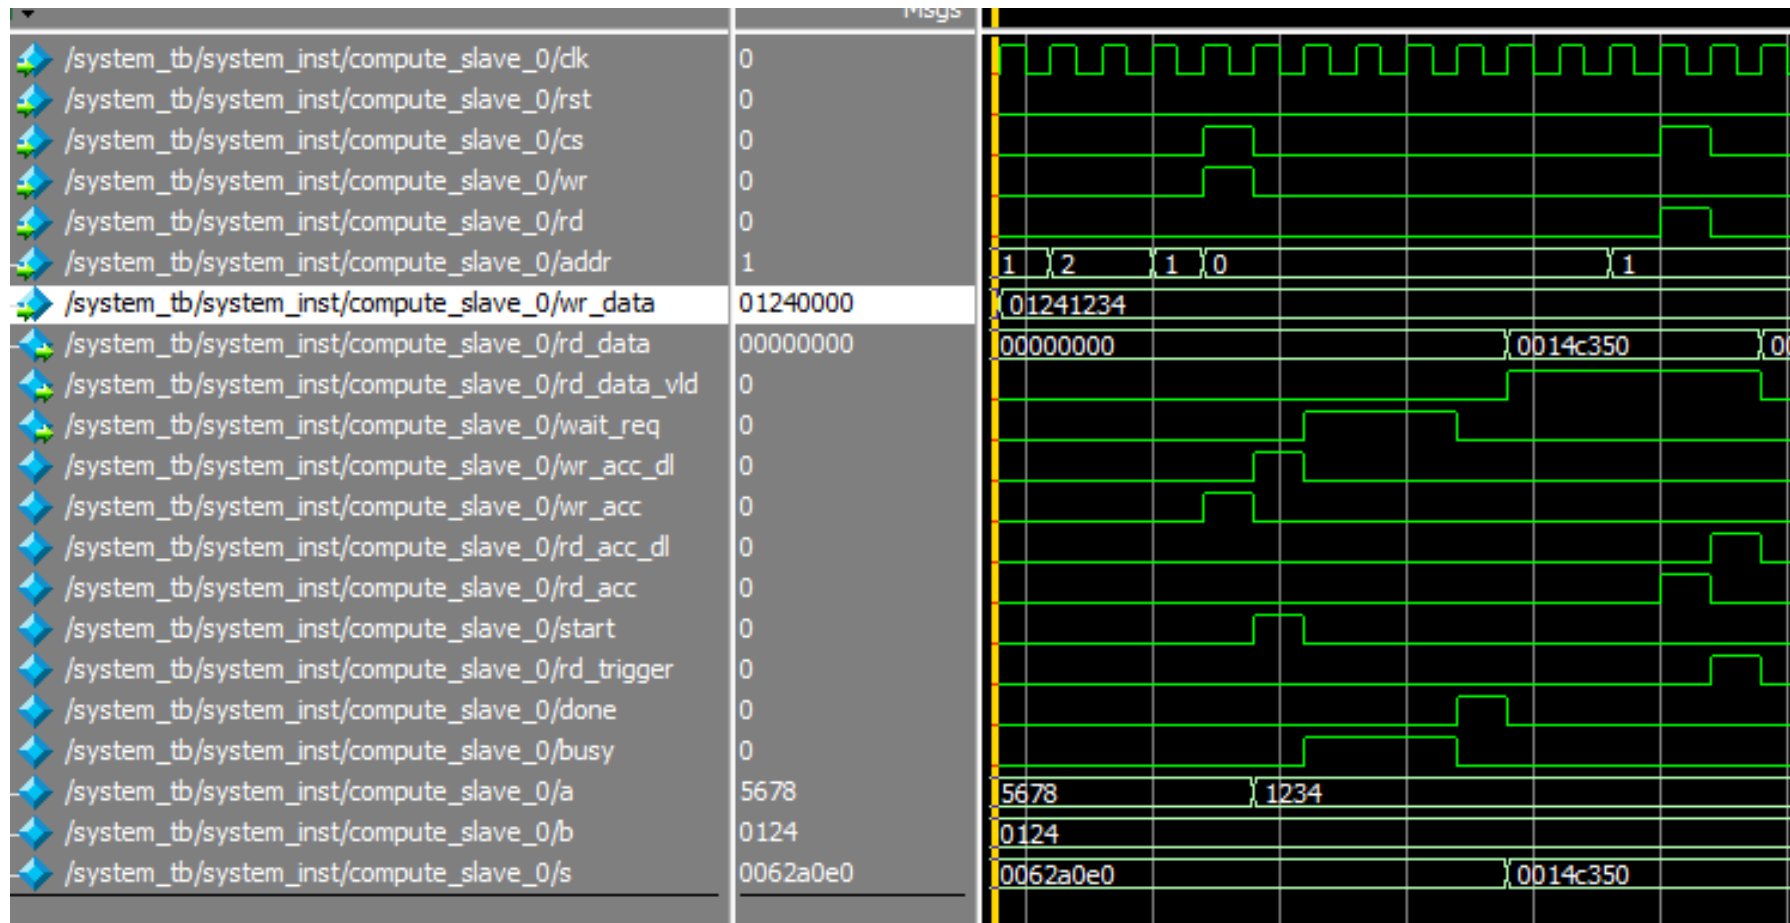 Msgs
/system_tb/system_inst/compute_slave_0/clk 0
/system_tb/system_inst/compute_slave_0/rst 0
/system_tb/system_inst/compute_slave_0/cs 0
/system_tb/system_inst/compute_slave_0/wr 0
/system_tb/system_inst/compute_slave_0/rd 0
/system_tb/system_inst/compute_slave_0/addr 1 1 2 1 0 1
/system_tb/system_inst/compute_slave_0/wr_data 01240000 01241234
/system_tb/system_inst/compute_slave_0/rd_data 00000000 00000000 0014c350 00
/system_tb/system_inst/compute_slave_0/rd_data_vld 0
/system_tb/system_inst/compute_slave_0/wait_req 0
/system_tb/system_inst/compute_slave_0/wr_acc_dl 0
/system_tb/system_inst/compute_slave_0/wr_acc 0
/system_tb/system_inst/compute_slave_0/rd_acc_dl 0
/system_tb/system_inst/compute_slave_0/rd_acc 0
/system_tb/system_inst/compute_slave_0/start 0
/system_tb/system_inst/compute_slave_0/rd_trigger 0
/system_tb/system_inst/compute_slave_0/done 0
/system_tb/system_inst/compute_slave_0/busy 0
/system_tb/system_inst/compute_slave_0/a 5678 5678 1234
/system_tb/system_inst/compute_slave_0/b 0124 0124
/system_tb/system_inst/compute_slave_0/s 0062a0e0 0062a0e0 0014c350